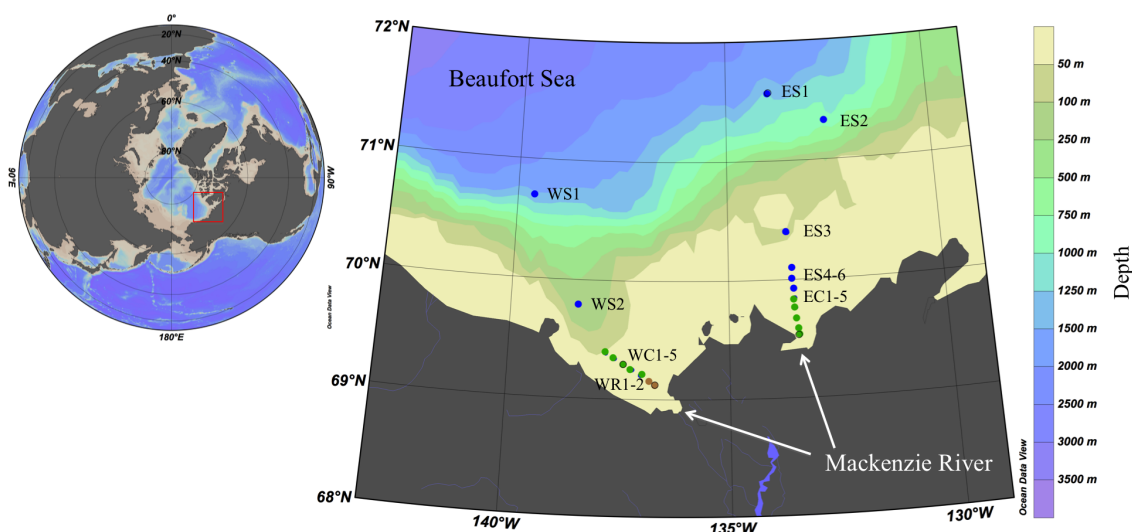 0°
20°N
40°N
60°N
80°N
90°E
90°W
180°E
Ocean Data View
72°N
71°N
70°N
69°N
68°N
140°W
135°W
130°W
Beaufort Sea
ES1
ES2
WS1
ES3
ES4-6
EC1-5
WS2
WC1-5
WR1-2
Mackenzie River
Ocean Data View
50 m
100 m
250 m
500 m
750 m
1000 m
1250 m
1500 m
2000 m
2500 m
3000 m
3500 m
Depth